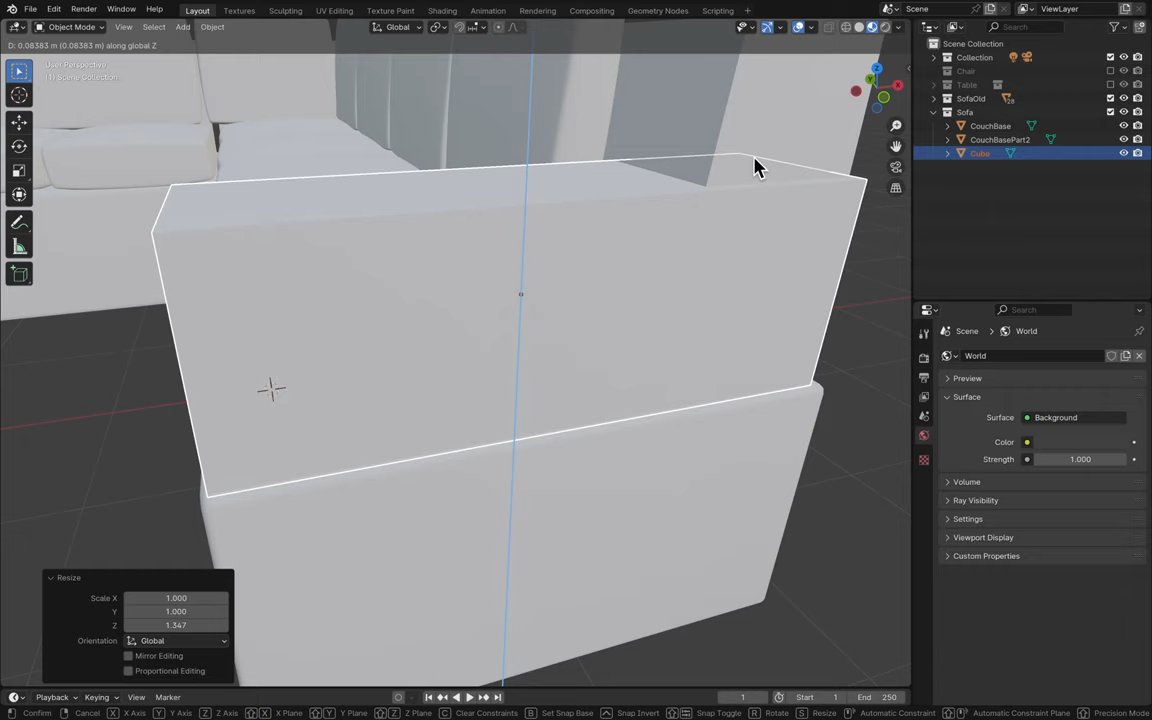 File Edit Render Window Help Layout Textures Sculpting UV Editing Texture Paint Shading Animation Rendering Compositing Geometry Nodes Scripting Scene ViewLayer
Object Mode View Select Add Object Global Options Search
D: 0.08383 m (0.08383 m) along global Z
User Perspective
(1) Scene Collection
Z
Y
X
Scene Collection
Collection
Chair
Table
SofaOld 28
Sofa
CouchBase
CouchBasePart2
Cube
Search
Scene World
World
Preview
Surface
Surface Background
Color
Strength 1.000
Volume
Ray Visibility
Settings
Viewport Display
Custom Properties
Resize
Scale X 1.000
Y 1.000
Z 1.347
Orientation Global
Mirror Editing
Proportional Editing
Playback Keying View Marker 1 Start 1 End 250
Confirm Cancel X X Axis Y Y Axis Z Z Axis X X Plane Y Y Plane Z Z Plane C Clear Constraints B Set Snap Base A Snap Invert Snap Toggle R Rotate S Resize Automatic Constraint Automatic Constraint Plane Precision Mode